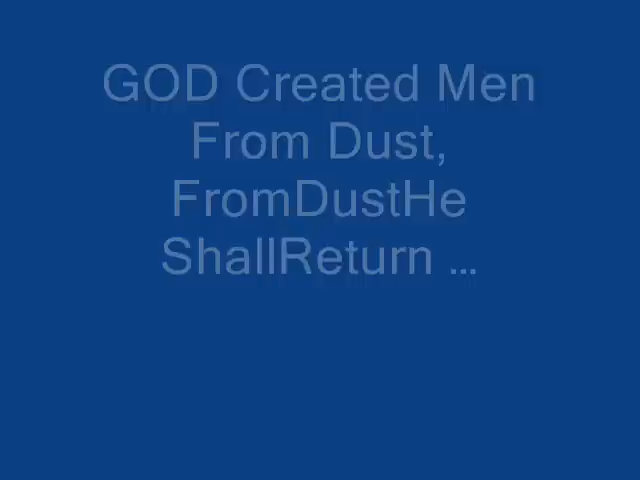 GOD Created Men
From Dust,
FromDustHe
ShallReturn ...